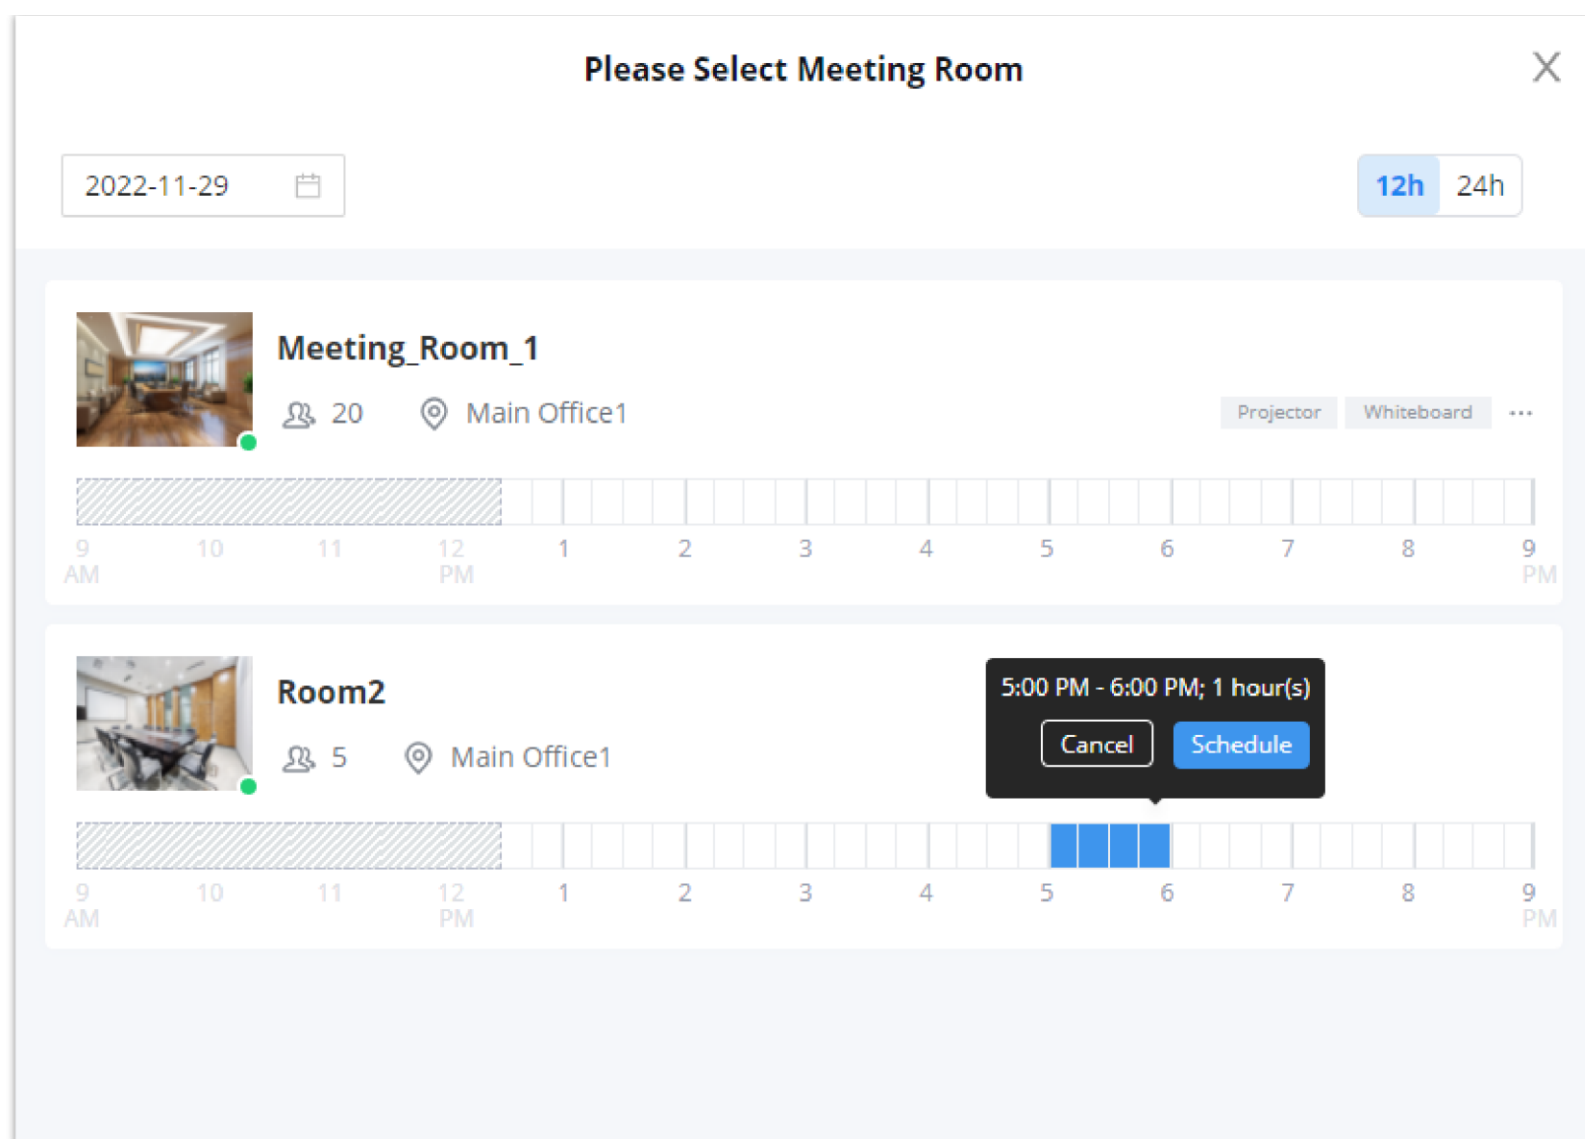 Please Select Meeting Room X
2022-11-29 12h 24h
Meeting_Room_1
20 Main Office1 Projector Whiteboard ...
9 10 11 12 1 2 3 4 5 6 7 8 9
AM PM PM
Room2 5:00 PM - 6:00 PM; 1 hour(s)
5 Main Office1 Cancel Schedule
9 10 11 12 1 2 3 4 5 6 7 8 9
AM PM PM